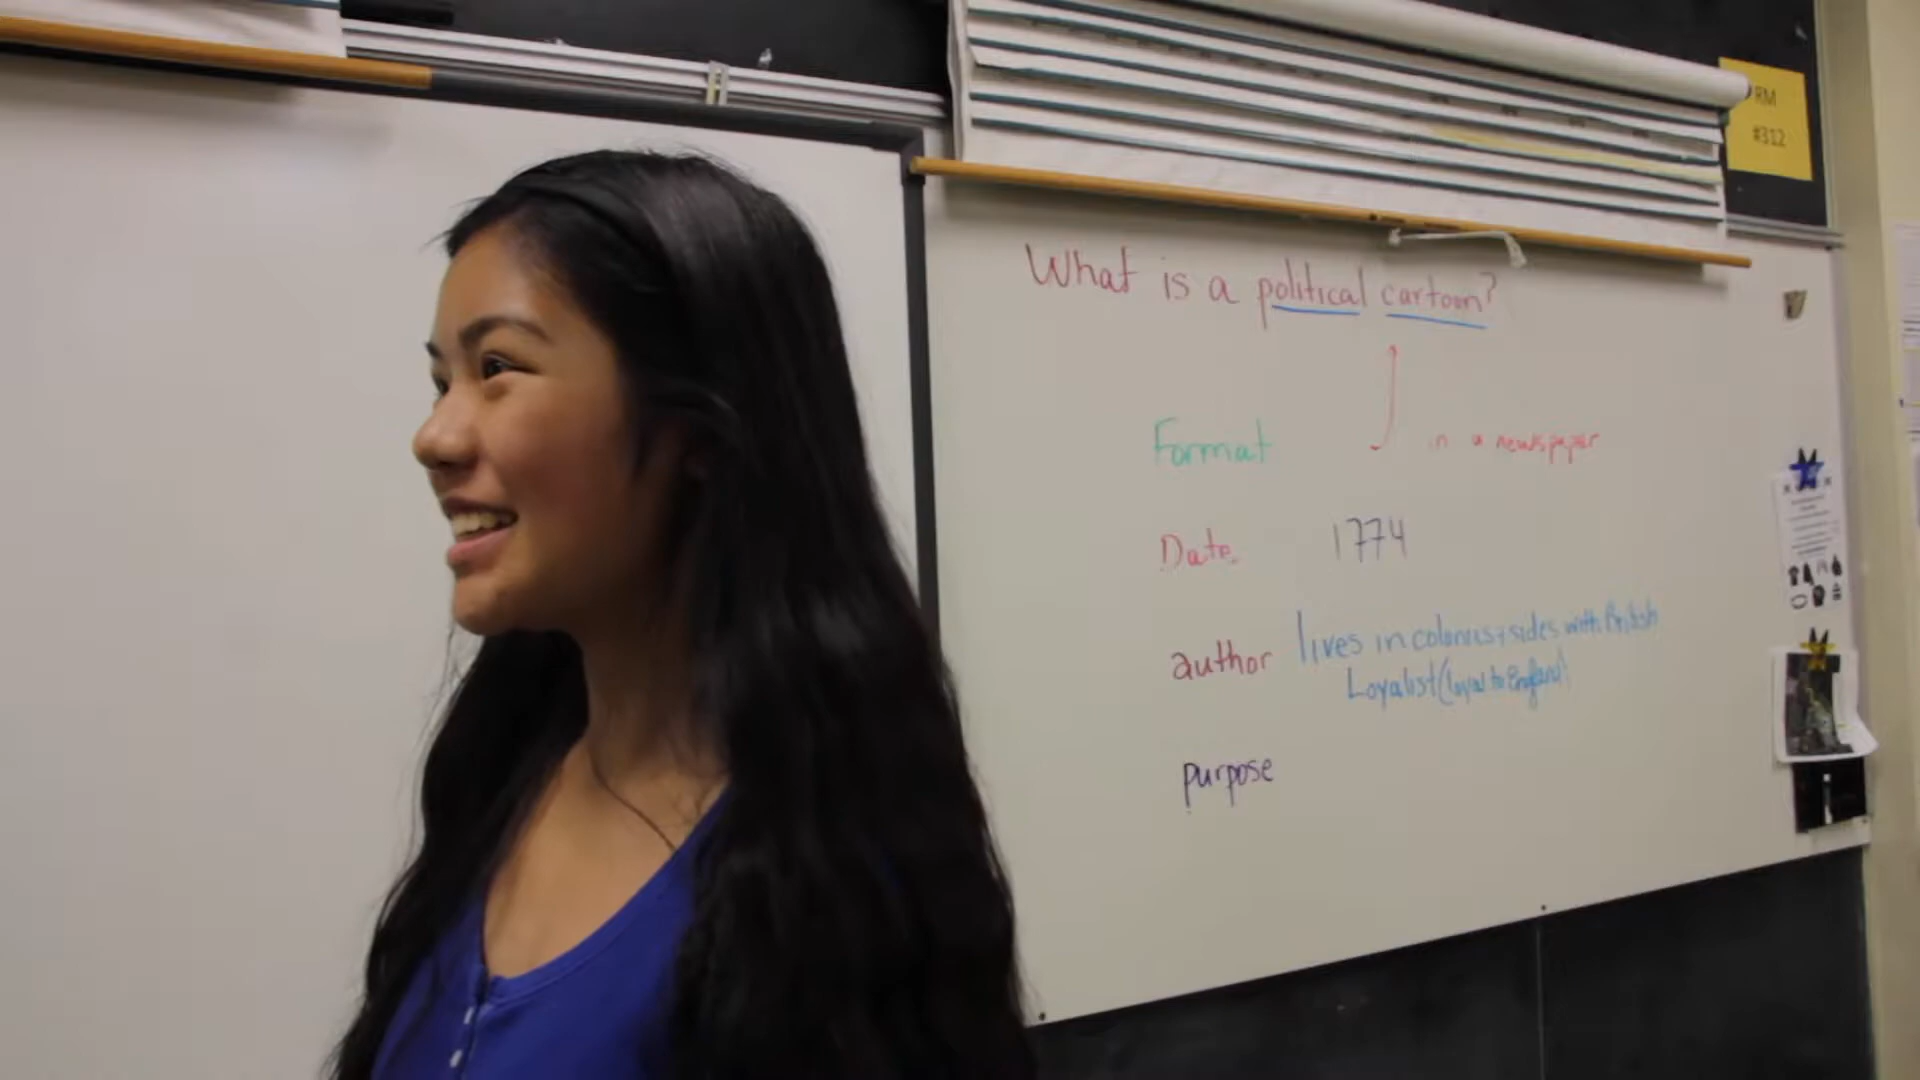 RM
#312
What is a political cartoon?
Format in a newspaper
Date 1774
author lives in colonies + sides with British
Loyalist (loyal to England)
purpose